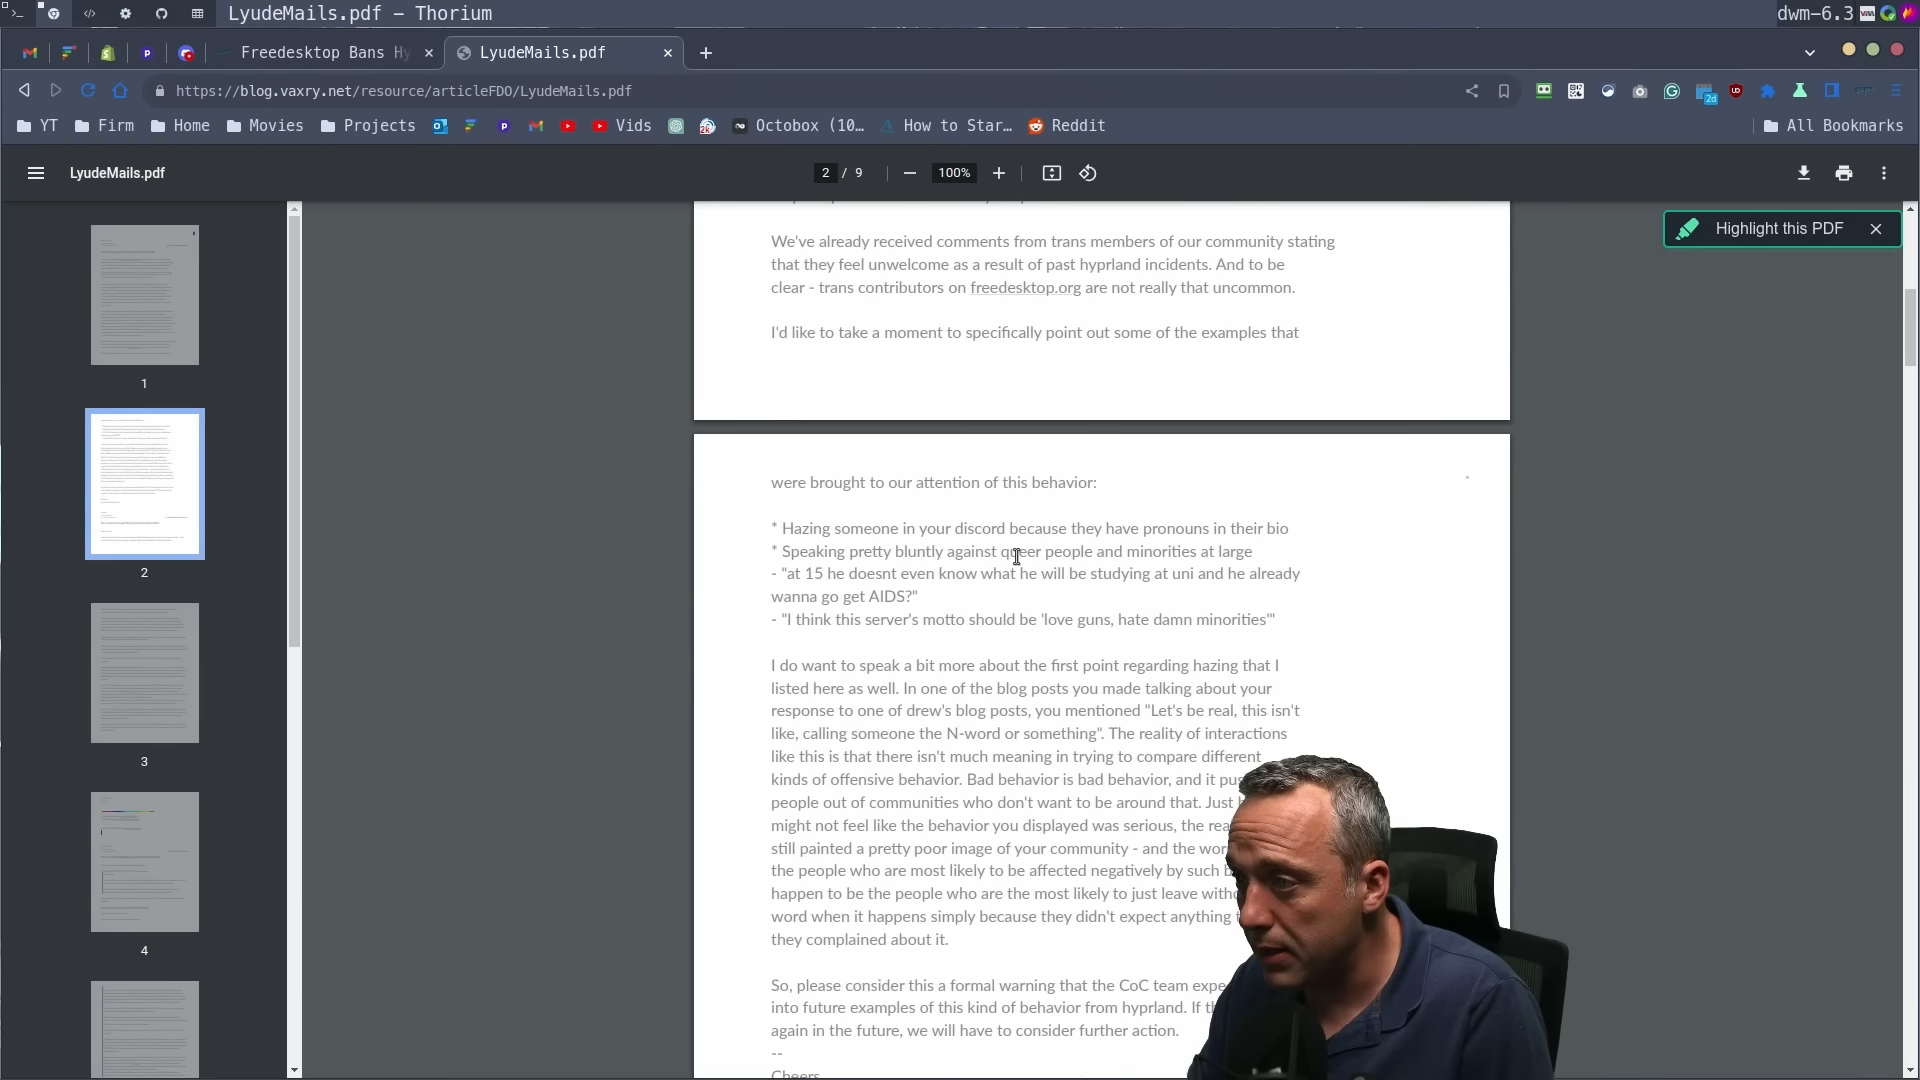 LyudeMails.pdf — Thorium
dwm-6.3
Freedesktop Bans Hy
LyudeMails.pdf
https://blog.vaxry.net/resource/articleFDO/LyudeMails.pdf
2d
YT
Firm
Home
Movies
Projects
Vids
Octobox (10…
How to Star…
Reddit
All Bookmarks
LyudeMails.pdf
2 / 9
100%
Highlight this PDF
We've already received comments from trans members of our community stating
that they feel unwelcome as a result of past hyprland incidents. And to be
clear - trans contributors on freedesktop.org are not really that uncommon.
I'd like to take a moment to specifically point out some of the examples that
were brought to our attention of this behavior:
* Hazing someone in your discord because they have pronouns in their bio
* Speaking pretty bluntly against queer people and minorities at large
- "at 15 he doesnt even know what he will be studying at uni and he already
wanna go get AIDS?"
- "I think this server's motto should be 'love guns, hate damn minorities'"
I do want to speak a bit more about the first point regarding hazing that I
listed here as well. In one of the blog posts you made talking about your
response to one of drew's blog posts, you mentioned "Let's be real, this isn't
like, calling someone the N-word or something". The reality of interactions
like this is that there isn't much meaning in trying to compare different
kinds of offensive behavior. Bad behavior is bad behavior, and it pus
people out of communities who don't want to be around that. Just
might not feel like the behavior you displayed was serious, the rea
still painted a pretty poor image of your community - and the wor
the people who are most likely to be affected negatively by such b
happen to be the people who are the most likely to just leave witho
word when it happens simply because they didn't expect anything
they complained about it.
So, please consider this a formal warning that the CoC team expe
into future examples of this kind of behavior from hyprland. If th
again in the future, we will have to consider further action.
--
Cheers
1
2
3
4